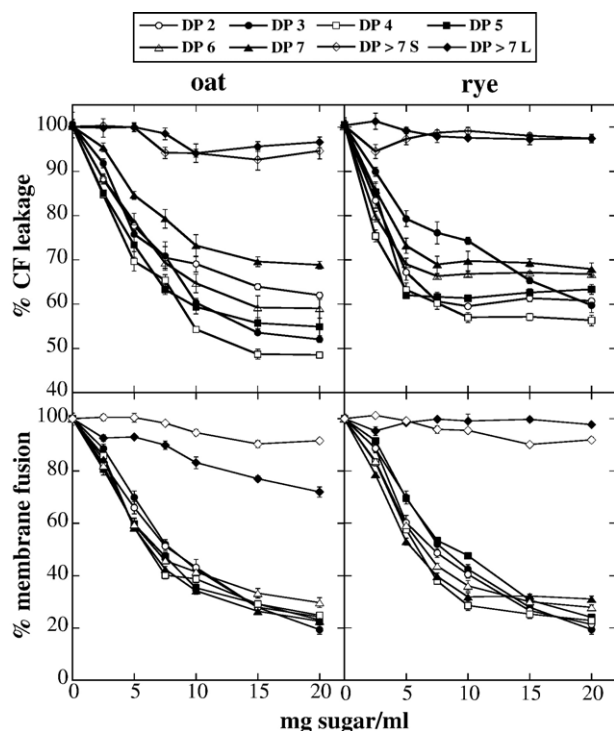 DP 2 DP 3 DP 4 DP 5
DP 6 DP 7 DP > 7 S DP > 7 L
oat rye
% CF leakage
100
90
80
70
60
50
40
% membrane fusion
100
80
60
40
20
0
0 5 10 15 20 0 5 10 15 20
mg sugar/ml